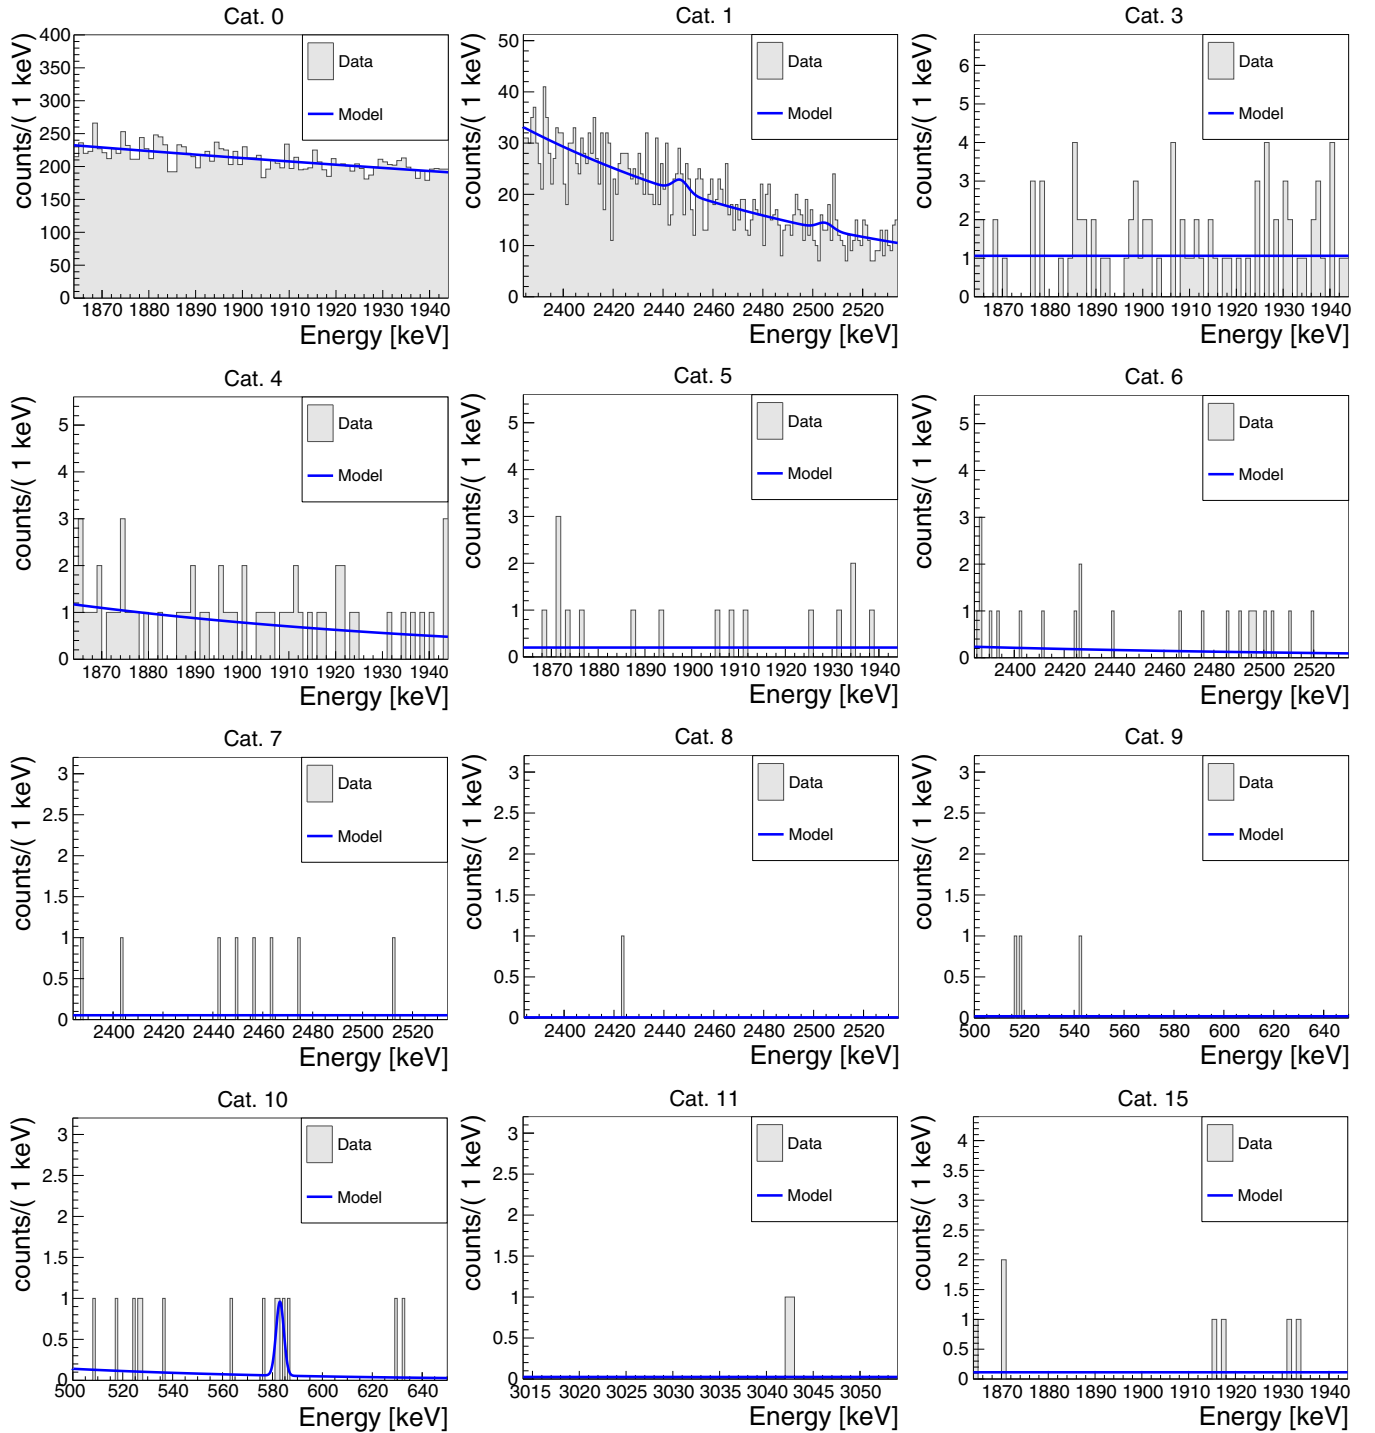 Cat. 0
counts/( 1 keV)
400
350
300
250
200
150
100
50
0
Data
Model
1870 1880 1890 1900 1910 1920 1930 1940
Energy [keV]
Cat. 1
counts/( 1 keV)
50
40
30
20
10
0
Data
Model
2400 2420 2440 2460 2480 2500 2520
Energy [keV]
Cat. 3
counts/( 1 keV)
6
5
4
3
2
1
0
Data
Model
1870 1880 1890 1900 1910 1920 1930 1940
Energy [keV]
Cat. 4
counts/( 1 keV)
5
4
3
2
1
0
Data
Model
1870 1880 1890 1900 1910 1920 1930 1940
Energy [keV]
Cat. 5
counts/( 1 keV)
5
4
3
2
1
0
Data
Model
1870 1880 1890 1900 1910 1920 1930 1940
Energy [keV]
Cat. 6
counts/( 1 keV)
5
4
3
2
1
0
Data
Model
2400 2420 2440 2460 2480 2500 2520
Energy [keV]
Cat. 7
counts/( 1 keV)
3
2.5
2
1.5
1
0.5
0
Data
Model
2400 2420 2440 2460 2480 2500 2520
Energy [keV]
Cat. 8
counts/( 1 keV)
3
2.5
2
1.5
1
0.5
0
Data
Model
2400 2420 2440 2460 2480 2500 2520
Energy [keV]
Cat. 9
counts/( 1 keV)
3
2.5
2
1.5
1
0.5
0
Data
Model
500 520 540 560 580 600 620 640
Energy [keV]
Cat. 10
counts/( 1 keV)
3
2.5
2
1.5
1
0.5
0
Data
Model
500 520 540 560 580 600 620 640
Energy [keV]
Cat. 11
counts/( 1 keV)
3
2.5
2
1.5
1
0.5
0
Data
Model
3015 3020 3025 3030 3035 3040 3045 3050
Energy [keV]
Cat. 15
counts/( 1 keV)
4
3.5
3
2.5
2
1.5
1
0.5
0
Data
Model
1870 1880 1890 1900 1910 1920 1930 1940
Energy [keV]